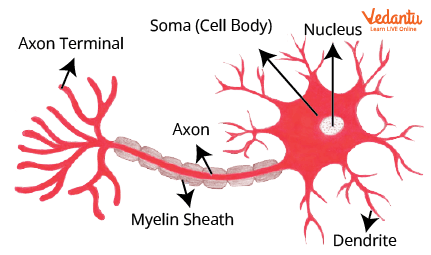 Vedantu
Learn LIVE Online
Soma (Cell Body)
Nucleus
Axon Terminal
Axon
Myelin Sheath
Dendrite